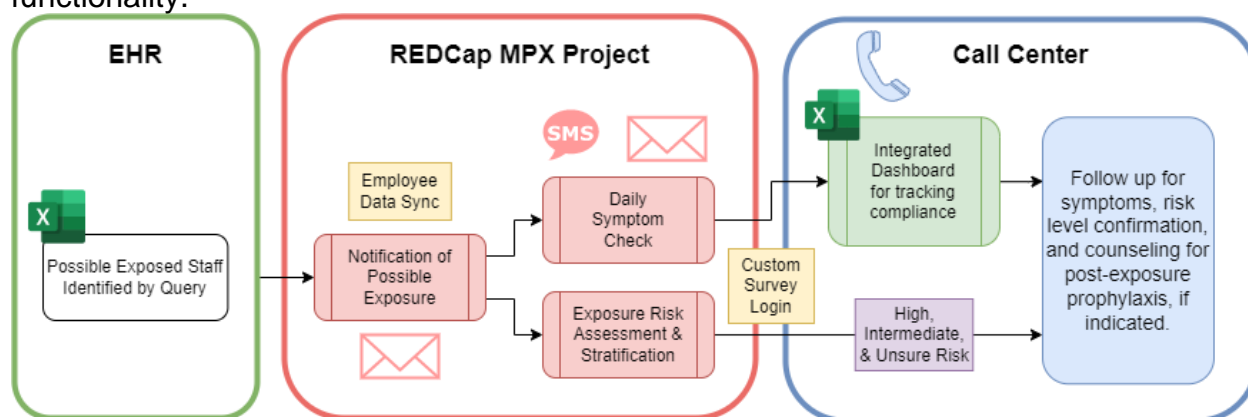 functionality.
EHR
REDCap MPX Project
Call Center
X
Possible Exposed Staff
Identified by Query
Employee
Data Sync
Notification of
Possible
Exposure
SMS
Daily
Symptom
Check
Exposure Risk
Assessment &
Stratification
Custom
Survey
Login
X
Integrated
Dashboard
for tracking
compliance
High,
Intermediate,
& Unsure Risk
Follow up for
symptoms, risk
level confirmation,
and counseling for
post-exposure
prophylaxis, if
indicated.